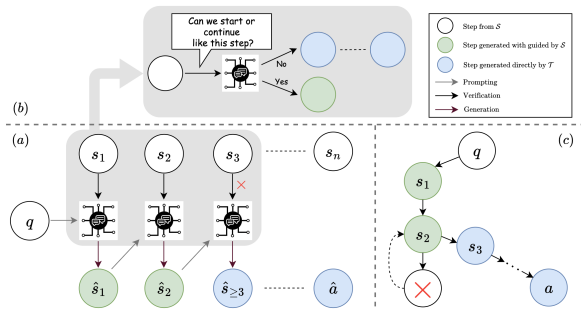 Can we start or
continue
like this step?
No
Yes
(b)
Step from S
Step generated with guided by S
Step generated directly by T
Prompting
Verification
Generation
(a)
s₁
s₂
s₃
sₙ
q
ŝ₁
ŝ₂
ŝ≥₃
â
(c)
q
s₁
s₂
s₃
a